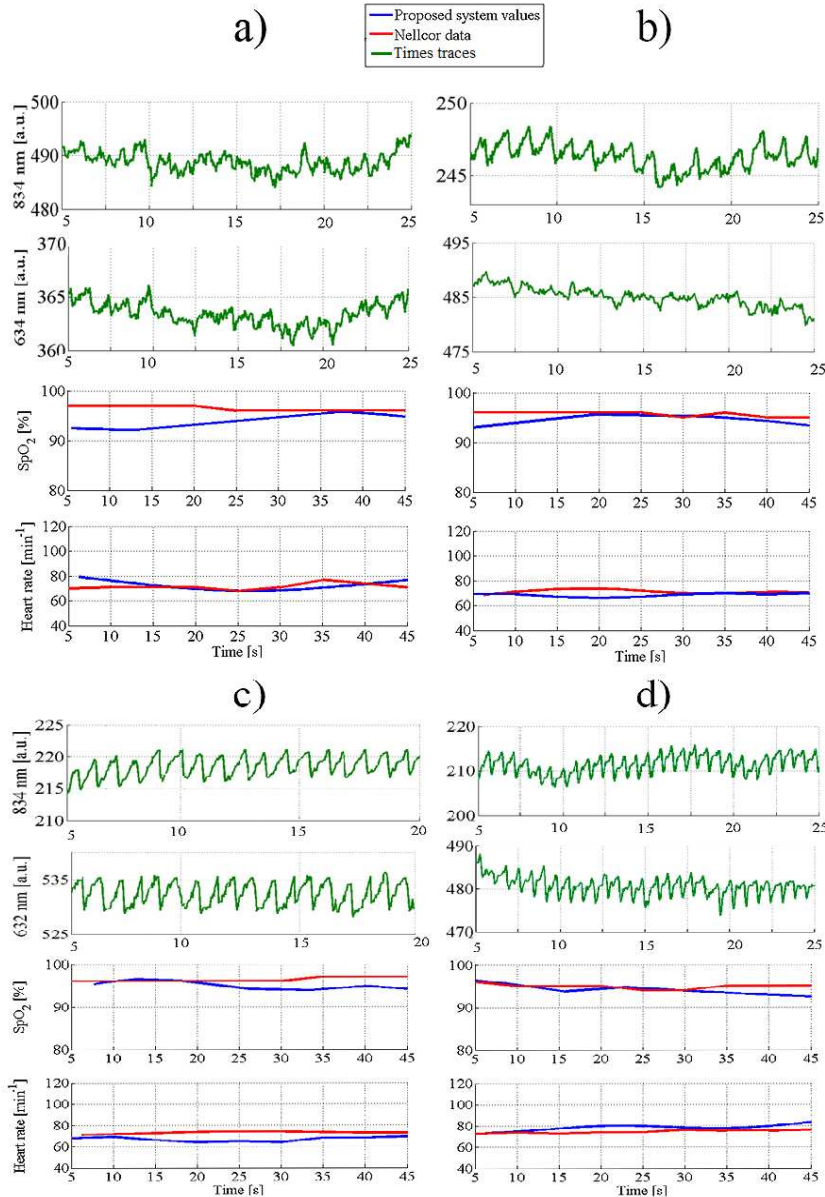 a)
Proposed system values
Nellcor data
Times traces
b)
834 nm [a.u.]
500
490
480
5 10 15 20 25
250
245
5 10 15 20 25
634 nm [a.u.]
370
365
360
5 10 15 20 25
495
485
475
5 10 15 20 25
SpO2 [%]
100
90
80
5 10 15 20 25 30 35 40 45
100
90
80
5 10 15 20 25 30 35 40 45
Heart rate [min-1]
120
100
80
60
40
5 10 15 20 25 30 35 40 45
Time [s]
120
100
80
60
40
5 10 15 20 25 30 35 40 45
Time [s]
c)
d)
834 nm [a.u.]
225
220
215
210
5 10 15 20
220
210
200
5 10 15 20 25
632 nm [a.u.]
535
525
5 10 15 20
490
480
470
5 10 15 20 25
SpO2 [%]
100
90
80
5 10 15 20 25 30 35 40 45
100
90
80
5 10 15 20 25 30 35 40 45
Heart rate [min-1]
120
100
80
60
40
5 10 15 20 25 30 35 40 45
Time [s]
120
100
80
60
40
5 10 15 20 25 30 35 40 45
Time [s]